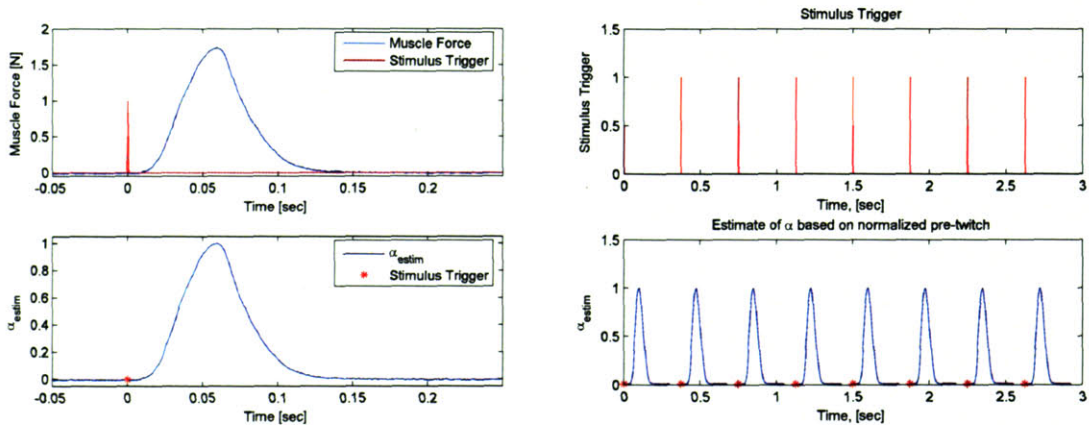 Muscle Force [N]
2
1.5
1
0.5
0
Muscle Force
Stimulus Trigger
-0.05 0 0.05 0.1 0.15 0.2
Time [sec]
Stimulus Trigger
Stimulus Trigger
1.5
1
0.5
0
0 0.5 1 1.5 2 2.5 3
Time, [sec]
α_estim
1
0.8
0.6
0.4
0.2
0
α_estim
Stimulus Trigger
-0.05 0 0.05 0.1 0.15 0.2
Time [sec]
Estimate of α based on normalized pre-twitch
α_estim
1.5
1
0.5
0
0 0.5 1 1.5 2 2.5 3
Time, [sec]